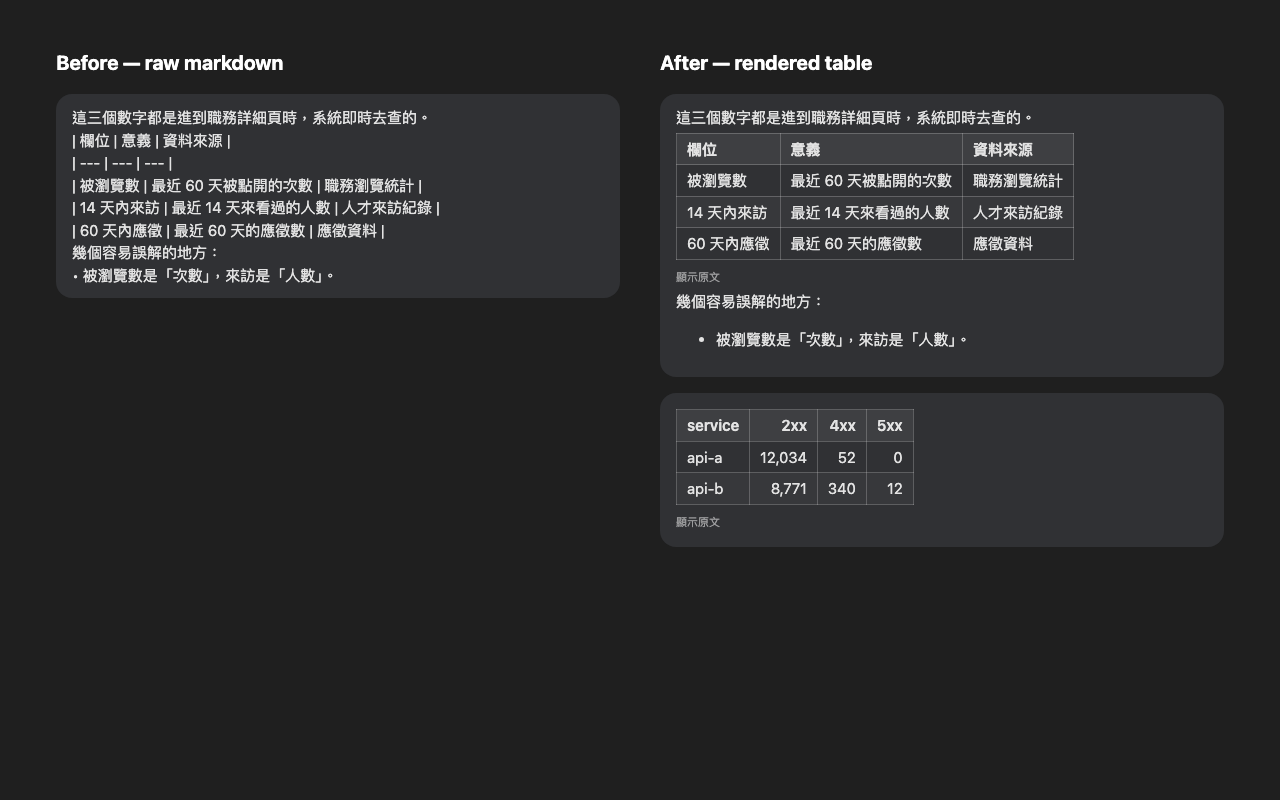 Before — raw markdown
這三個數字都是進到職務詳細頁時，系統即時去查的。
| 欄位 | 意義 | 資料來源 |
| --- | --- | --- |
| 被瀏覽數 | 最近 60 天被點開的次數 | 職務瀏覽統計 |
| 14 天內來訪 | 最近 14 天來看過的人數 | 人才來訪紀錄 |
| 60 天內應徵 | 最近 60 天的應徵數 | 應徵資料 |
幾個容易誤解的地方：
• 被瀏覽數是「次數」，來訪是「人數」。
After — rendered table
這三個數字都是進到職務詳細頁時，系統即時去查的。
欄位 意義 資料來源
被瀏覽數 最近 60 天被點開的次數 職務瀏覽統計
14 天內來訪 最近 14 天來看過的人數 人才來訪紀錄
60 天內應徵 最近 60 天的應徵數 應徵資料
顯示原文
幾個容易誤解的地方：
• 被瀏覽數是「次數」，來訪是「人數」。
service 2xx 4xx 5xx
api-a 12,034 52 0
api-b 8,771 340 12
顯示原文